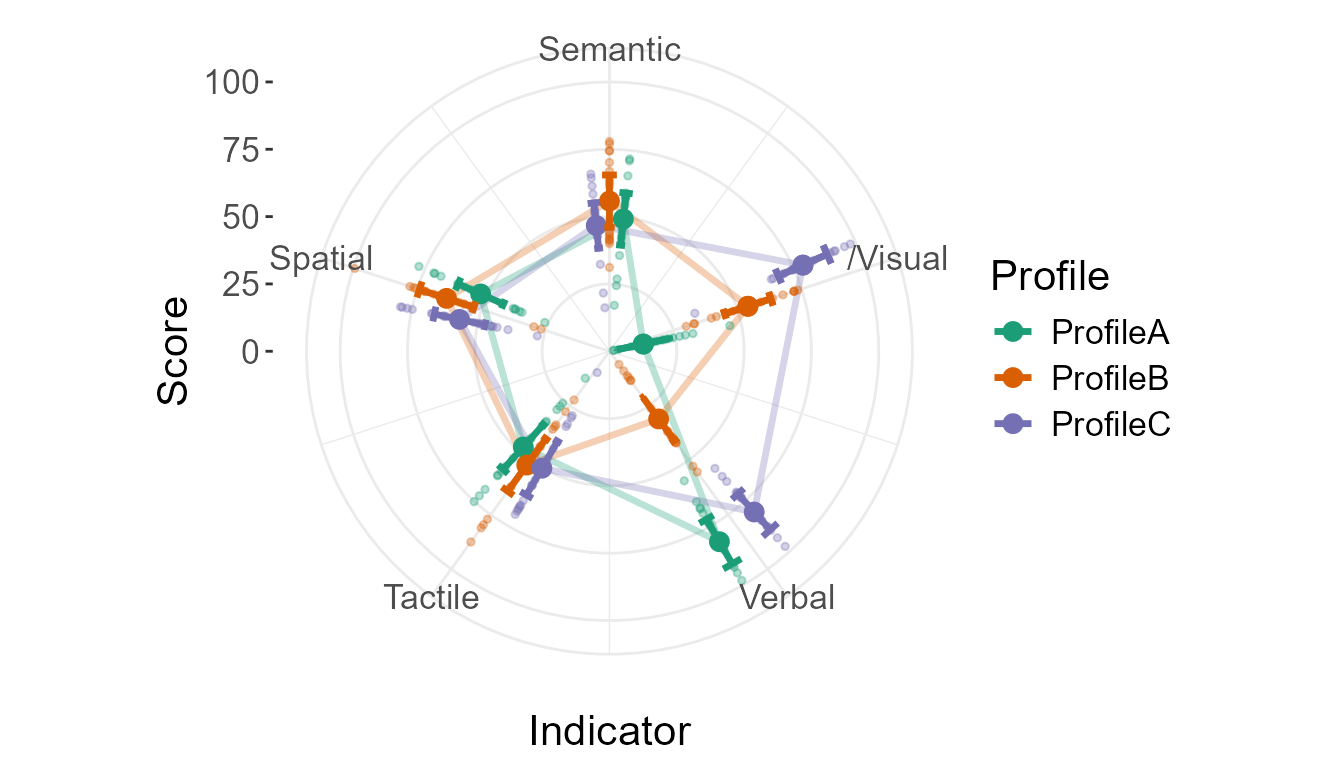 Semantic
100
75
50
25
0
Spatial
/Visual
Score
Tactile
Verbal
Indicator
Profile
ProfileA
ProfileB
ProfileC